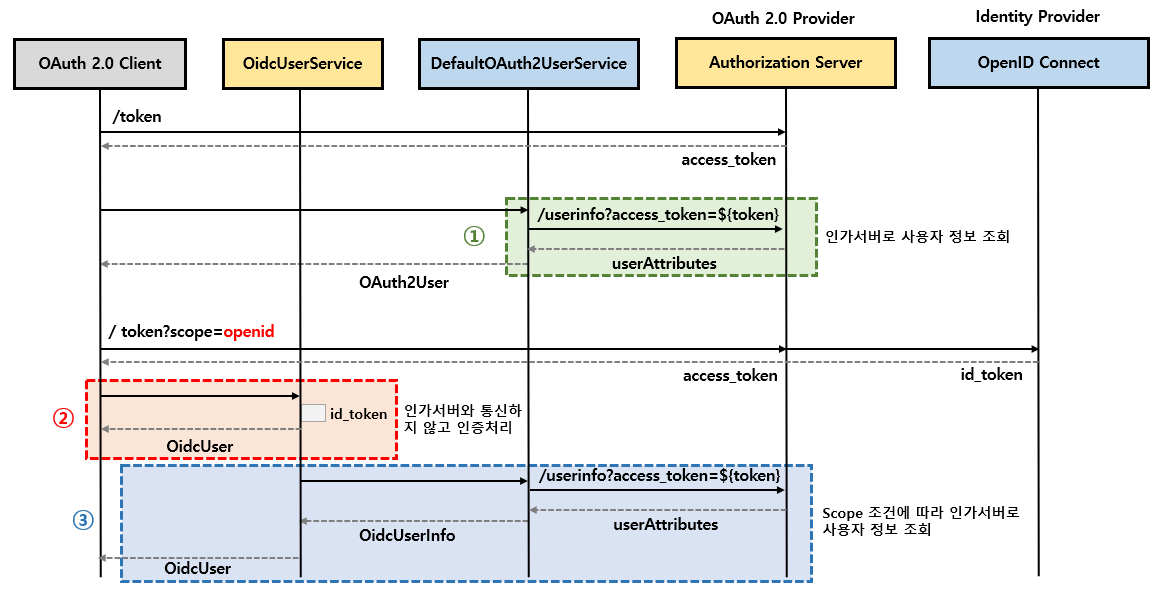 OAuth 2.0 Provider
Identity Provider
OAuth 2.0 Client
OidcUserService
DefaultOAuth2UserService
Authorization Server
OpenID Connect
/token
access_token
/userinfo?access_token=${token}
①
인가서버로 사용자 정보 조회
userAttributes
OAuth2User
/ token?scope=openid
access_token
id_token
②
id_token
인가서버와 통신하
지 않고 인증처리
OidcUser
/userinfo?access_token=${token}
③
Scope 조건에 따라 인가서버로
사용자 정보 조회
userAttributes
OidcUserInfo
OidcUser